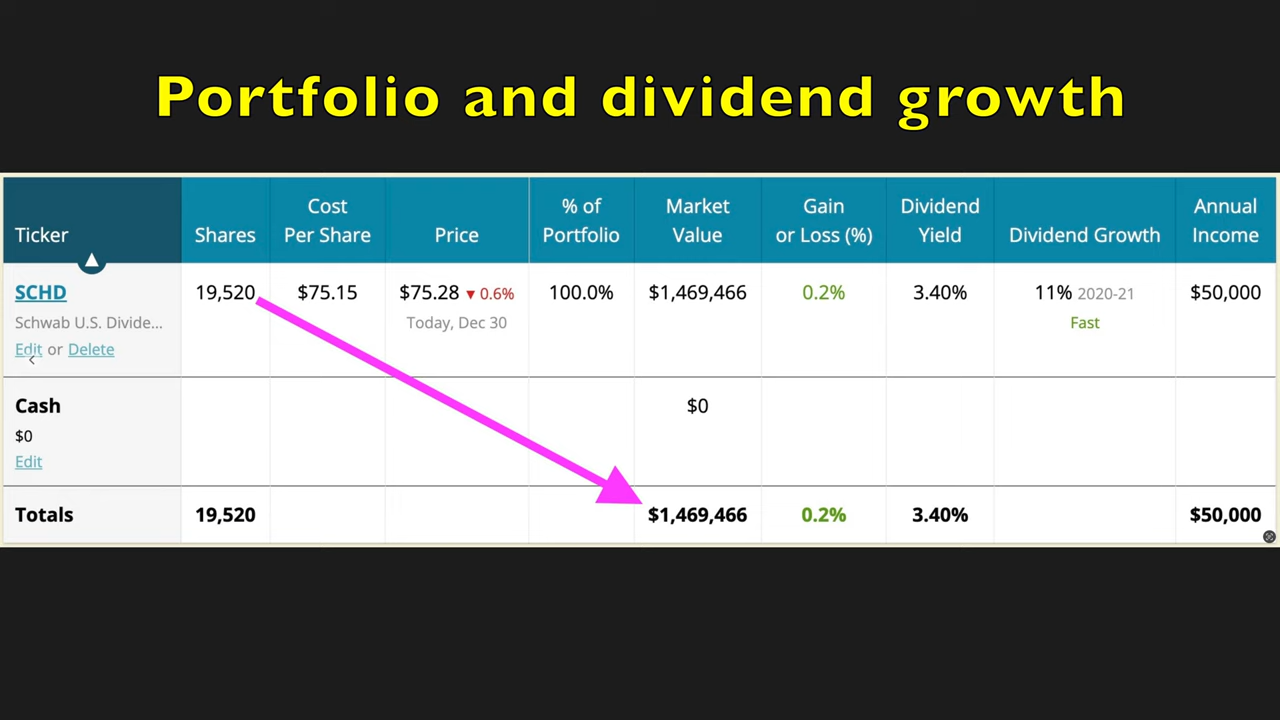 Portfolio and dividend growth
Ticker
Shares
Cost
Per Share
Price
% of
Portfolio
Market
Value
Gain
or Loss (%)
Dividend
Yield
Dividend Growth
Annual
Income
SCHD
19,520
$75.15
$75.28 ▼ 0.6%
100.0%
$1,469,466
0.2%
3.40%
11% 2020-21
$50,000
Schwab U.S. Divide...
Today, Dec 30
Fast
Edit or Delete
Cash
$0
$0
Edit
Totals
19,520
$1,469,466
0.2%
3.40%
$50,000